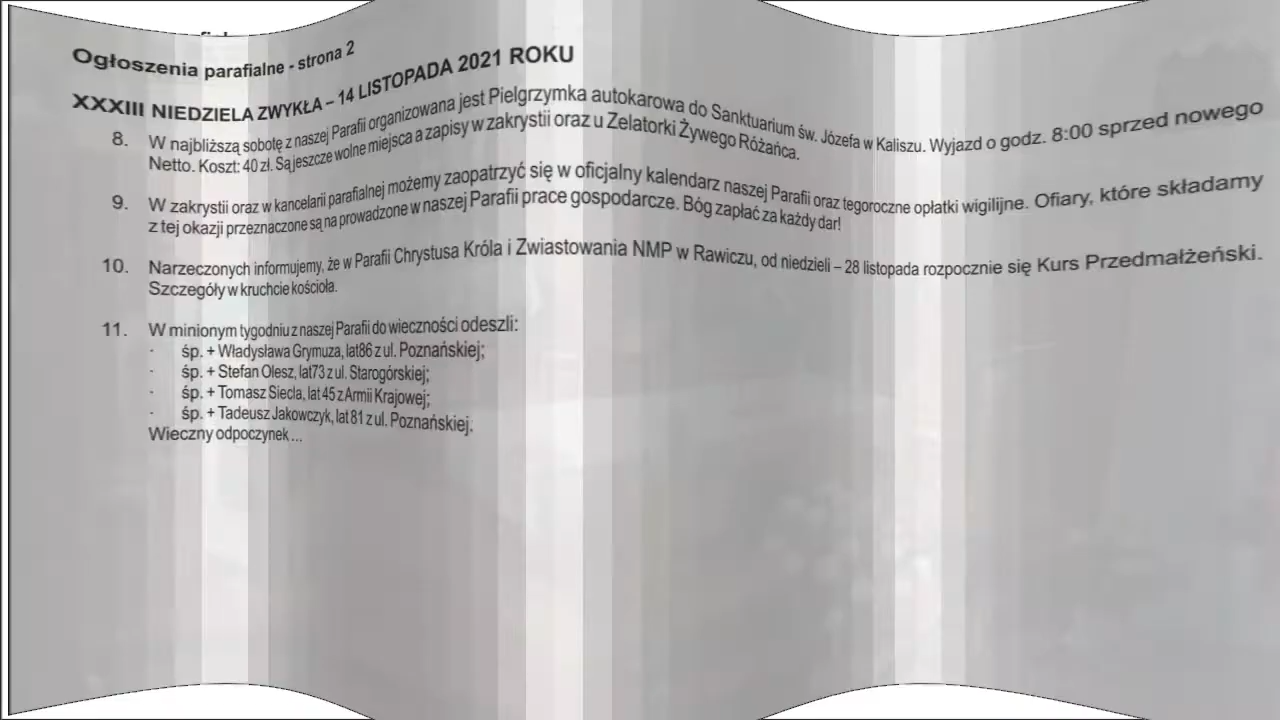 Ogłoszenia parafialne - strona 2
XXXIII NIEDZIELA ZWYKŁA – 14 LISTOPADA 2021 ROKU
8. W najbliższą sobotę z naszej Parafii organizowana jest Pielgrzymka autokarowa do Sanktuarium św. Józefa w Kaliszu. Wyjazd o godz. 8:00 sprzed nowego
Netto. Koszt: 40 zł. Są jeszcze wolne miejsca a zapisy w zakrystii oraz u Zelatorki Żywego Różańca.
9. W zakrystii oraz w kancelarii parafialnej możemy zaopatrzyć się w oficjalny kalendarz naszej Parafii oraz tegoroczne opłatki wigilijne. Ofiary, które składamy
z tej okazji przeznaczone są na prowadzone w naszej Parafii prace gospodarcze. Bóg zapłać za każdy dar!
10. Narzeczonych informujemy, że w Parafii Chrystusa Króla i Zwiastowania NMP w Rawiczu, od niedzieli – 28 listopada rozpocznie się Kurs Przedmałżeński.
Szczegóły w kruchcie kościoła.
11. W minionym tygodniu z naszej Parafii do wieczności odeszli:
- śp. + Władysława Grymuza, lat86 z ul. Poznańskiej;
- śp. + Stefan Olesz, lat73 z ul. Starogórskiej;
- śp. + Tomasz Siecla, lat 45 z Armii Krajowej;
- śp. + Tadeusz Jakowczyk, lat 81 z ul. Poznańskiej.
Wieczny odpoczynek ...